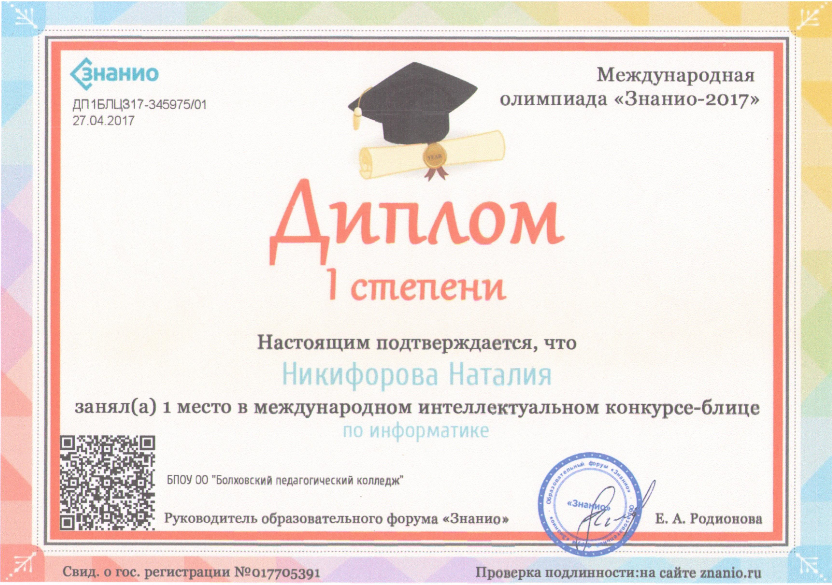 Знанио
ДП1БЛЦ317-345975/01
27.04.2017
Международная
олимпиада «Знанио-2017»
Диплом
1 степени
Настоящим подтверждается, что
Никифорова Наталия
занял(а) 1 место в международном интеллектуальном конкурсе-блице
по информатике
БПОУ ОО "Болховский педагогический колледж"
Руководитель образовательного форума «Знанио»
«Знанио»
Образовательный форум «Знанио»
Е. А. Родионова
Свид. о гос. регистрации №017705391
Проверка подлинности:на сайте znanio.ru